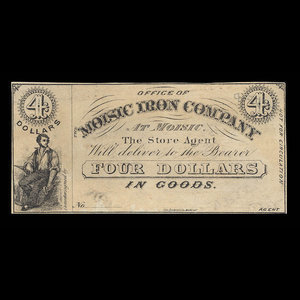 OFFICE OF
4
4
MOISIC IRON COMPANY
DOLLARS
AT MOISIC.
The Store Agent
Will deliver to the Bearer
FOUR DOLLARS
IN GOODS.
No
AGENT
NOT FOR CIRCULATION